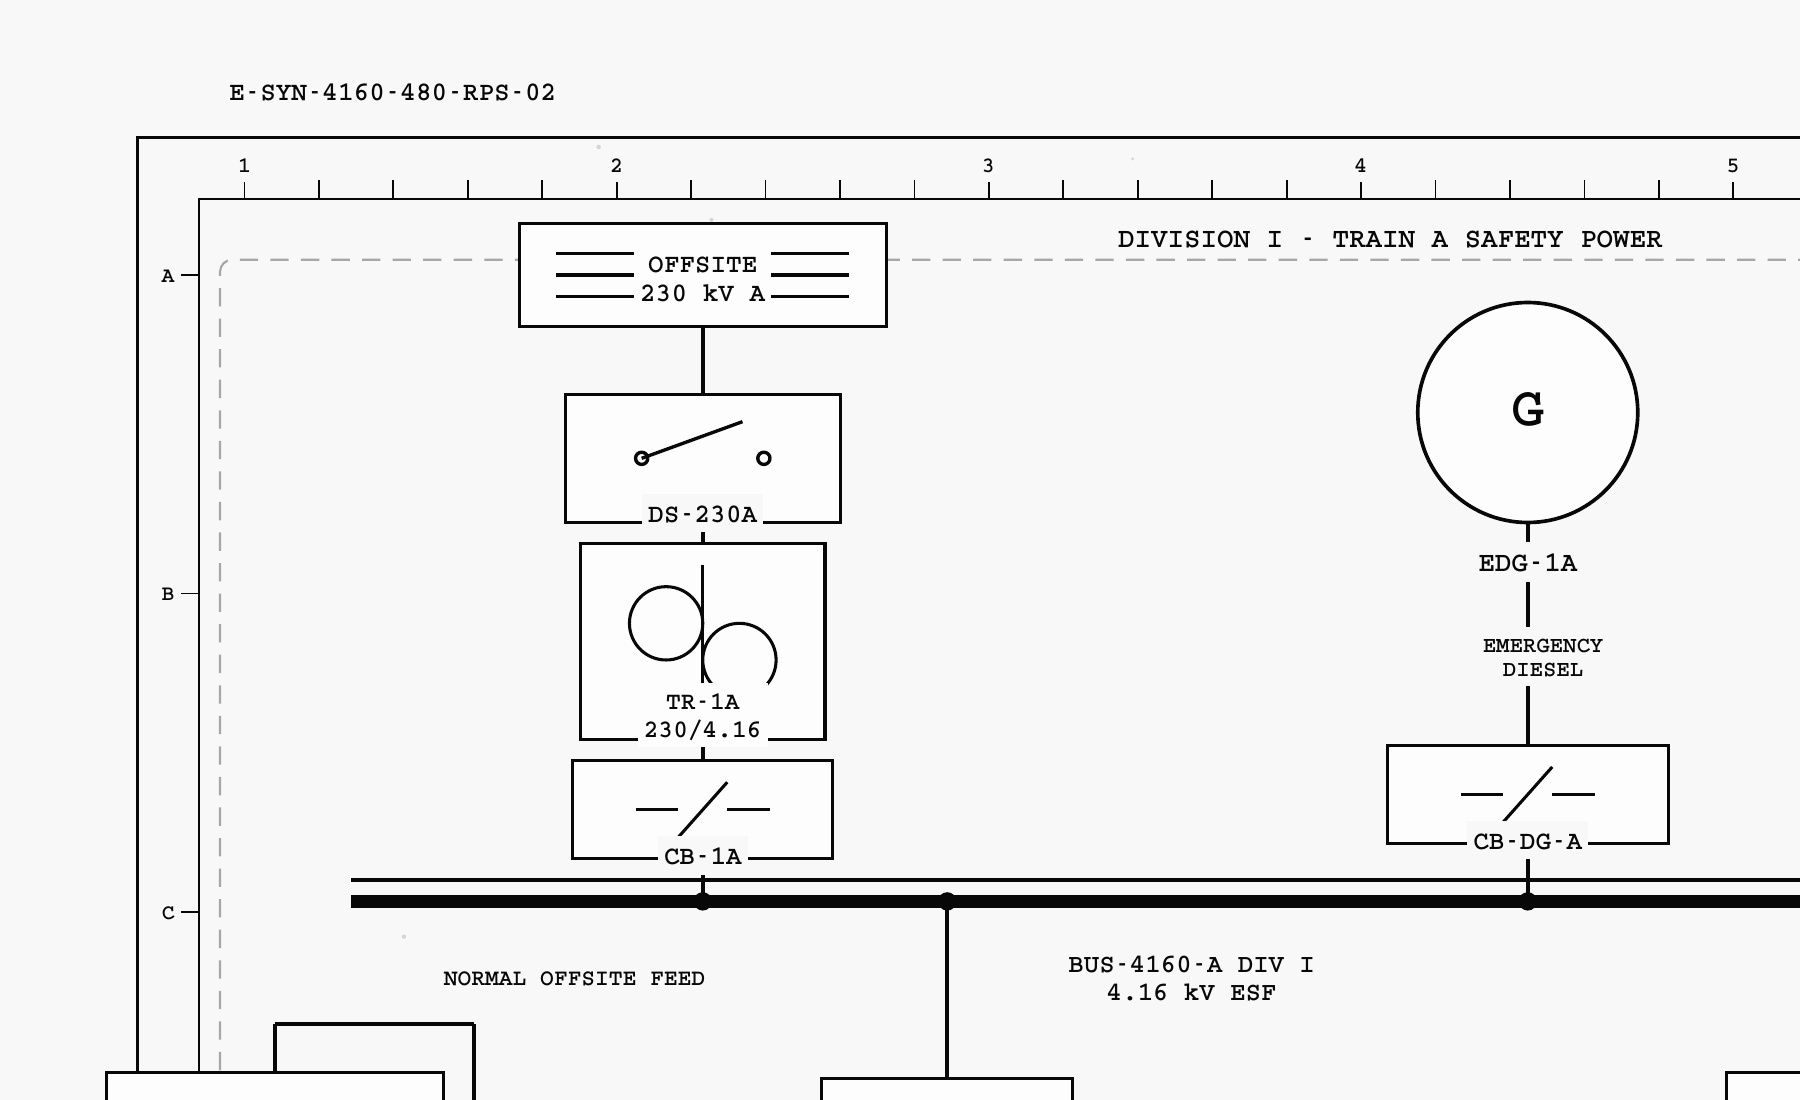 E-SYN-4160-480-RPS-02
1 2 3 4 5
DIVISION I - TRAIN A SAFETY POWER
A
OFFSITE
230 kV A
G
DS-230A
EDG-1A
B
EMERGENCY
DIESEL
TR-1A
230/4.16
CB-DG-A
CB-1A
C
BUS-4160-A DIV I
4.16 kV ESF
NORMAL OFFSITE FEED